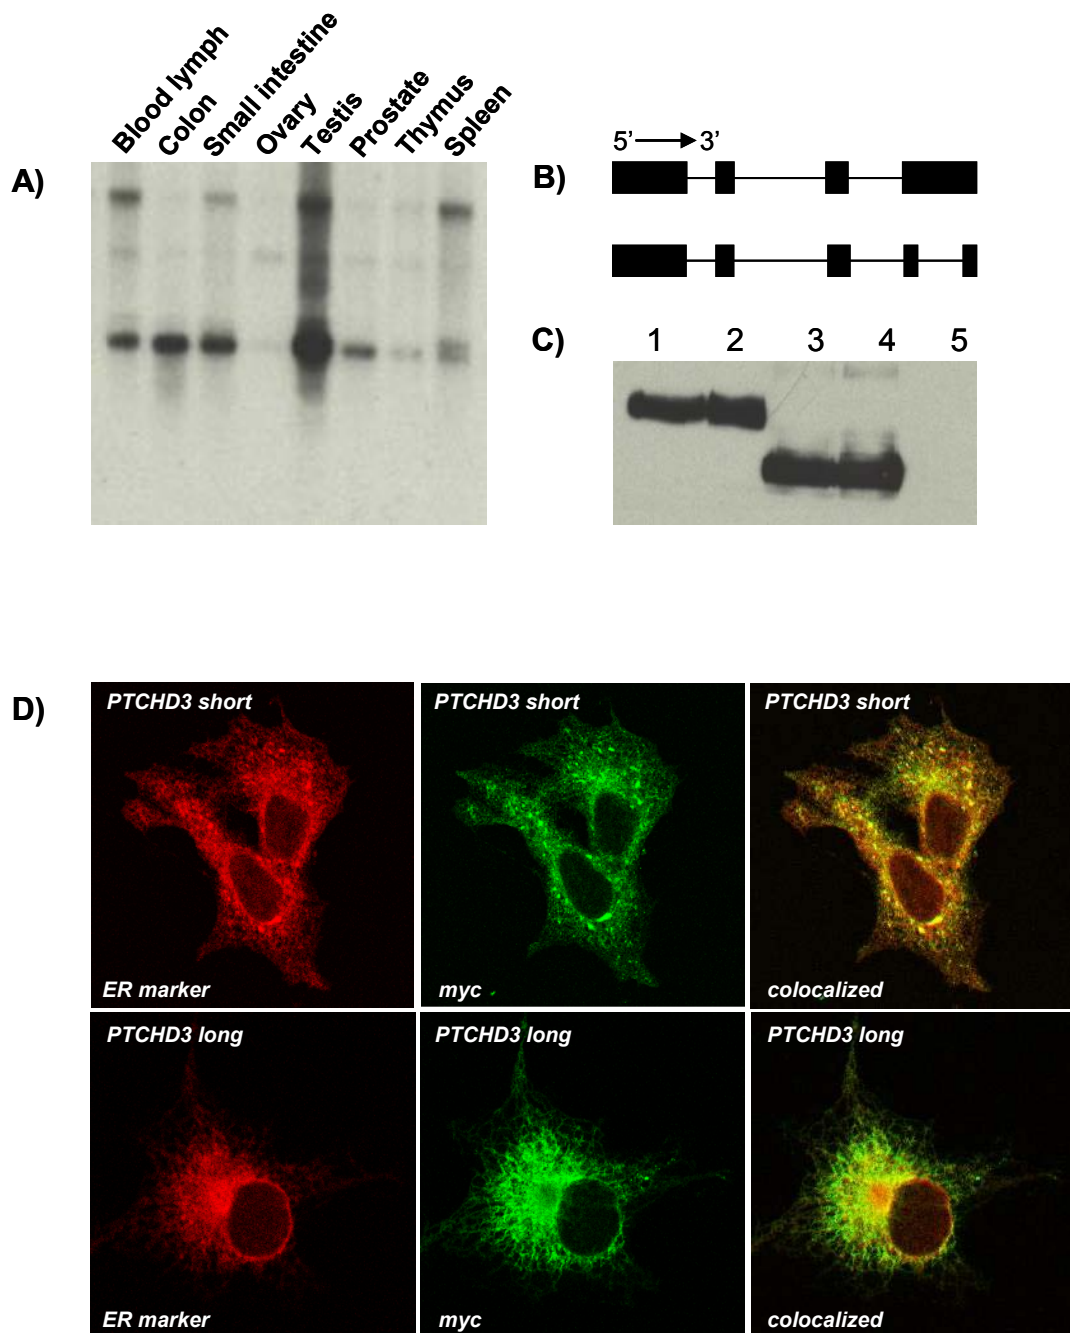 Blood lymph
Colon
Small intestine
Ovary
Testis
Prostate
Thymus
Spleen
A)
B)
5’ 3’
C)
1 2 3 4 5
D)
PTCHD3 short
PTCHD3 short
PTCHD3 short
ER marker
myc
colocalized
PTCHD3 long
PTCHD3 long
PTCHD3 long
ER marker
myc
colocalized